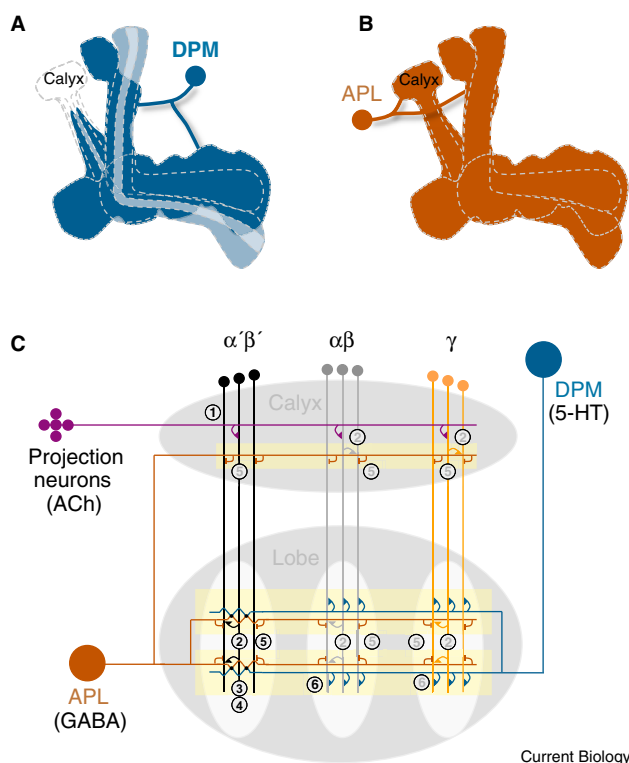 A
DPM
Calyx
B
Calyx
APL
C
α´β´
αβ
γ
DPM
(5-HT)
1
Calyx
2
2
Projection
neurons
(ACh)
5
5
5
Lobe
2
5
2
5
5
2
APL
(GABA)
3
6
6
4
Current Biology